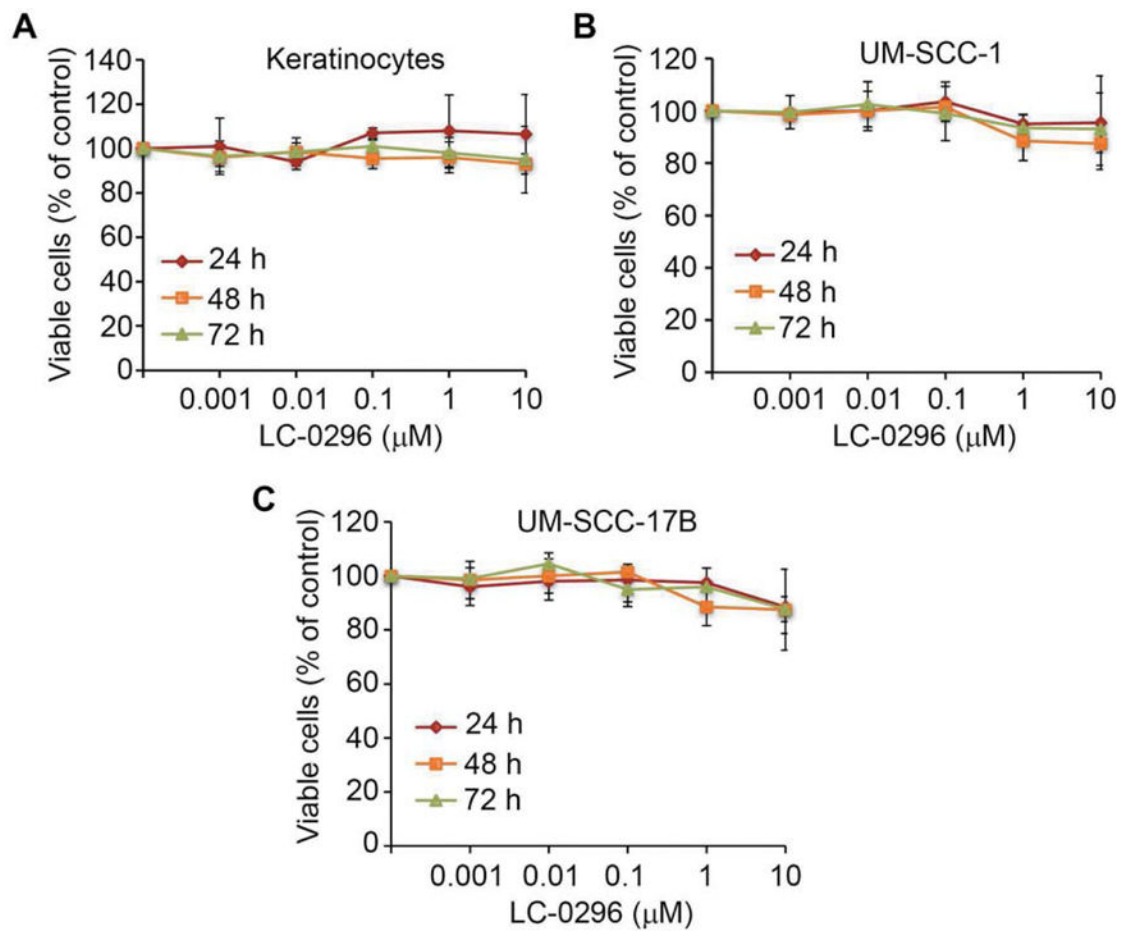 A
Keratinocytes
Viable cells (% of control)
140
120
100
80
60
40
20
0
24 h
48 h
72 h
0.001 0.01 0.1 1 10
LC-0296 (μM)
B
UM-SCC-1
Viable cells (% of control)
120
100
80
60
40
20
0
24 h
48 h
72 h
0.001 0.01 0.1 1 10
LC-0296 (μM)
C
UM-SCC-17B
Viable cells (% of control)
120
100
80
60
40
20
0
24 h
48 h
72 h
0.001 0.01 0.1 1 10
LC-0296 (μM)